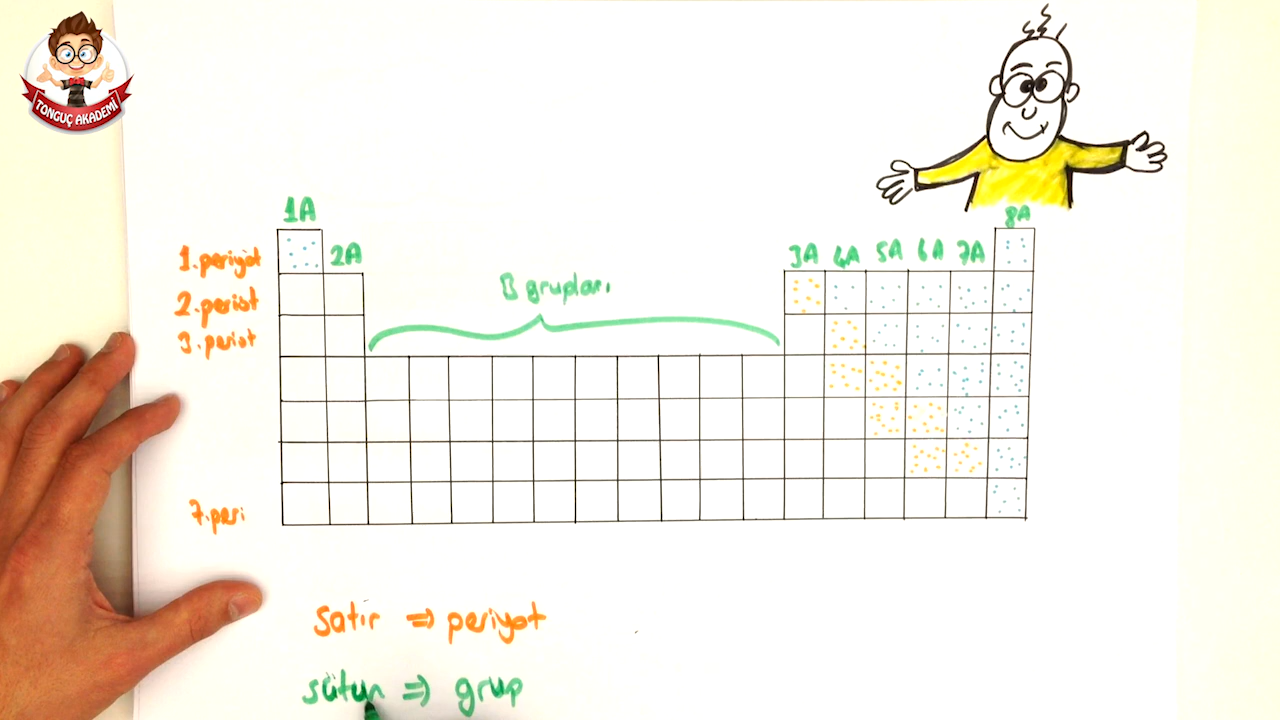 TONGUÇ AKADEMİ
1A
8A
1.periyot
2A
3A 4A 5A 6A 7A
2.periot
B grupları
3.periot
7.peri
satır => periyot
sütun => grup